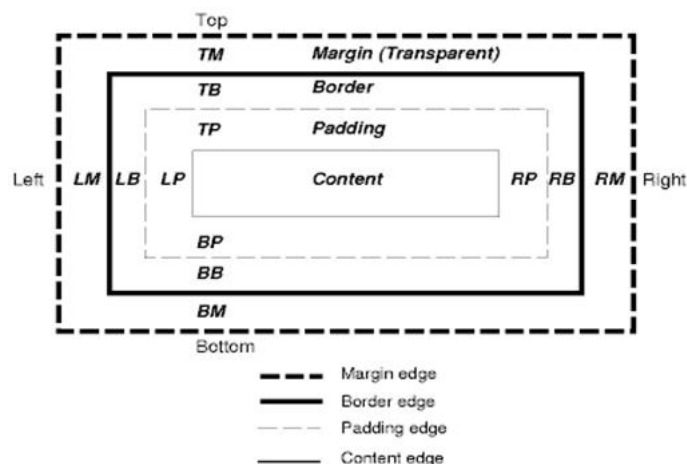 Top
TM Margin (Transparent)
TB Border
TP Padding
Left LM LB LP Content RP RB RM Right
BP
BB
BM
Bottom
Margin edge
Border edge
Padding edge
Content edge